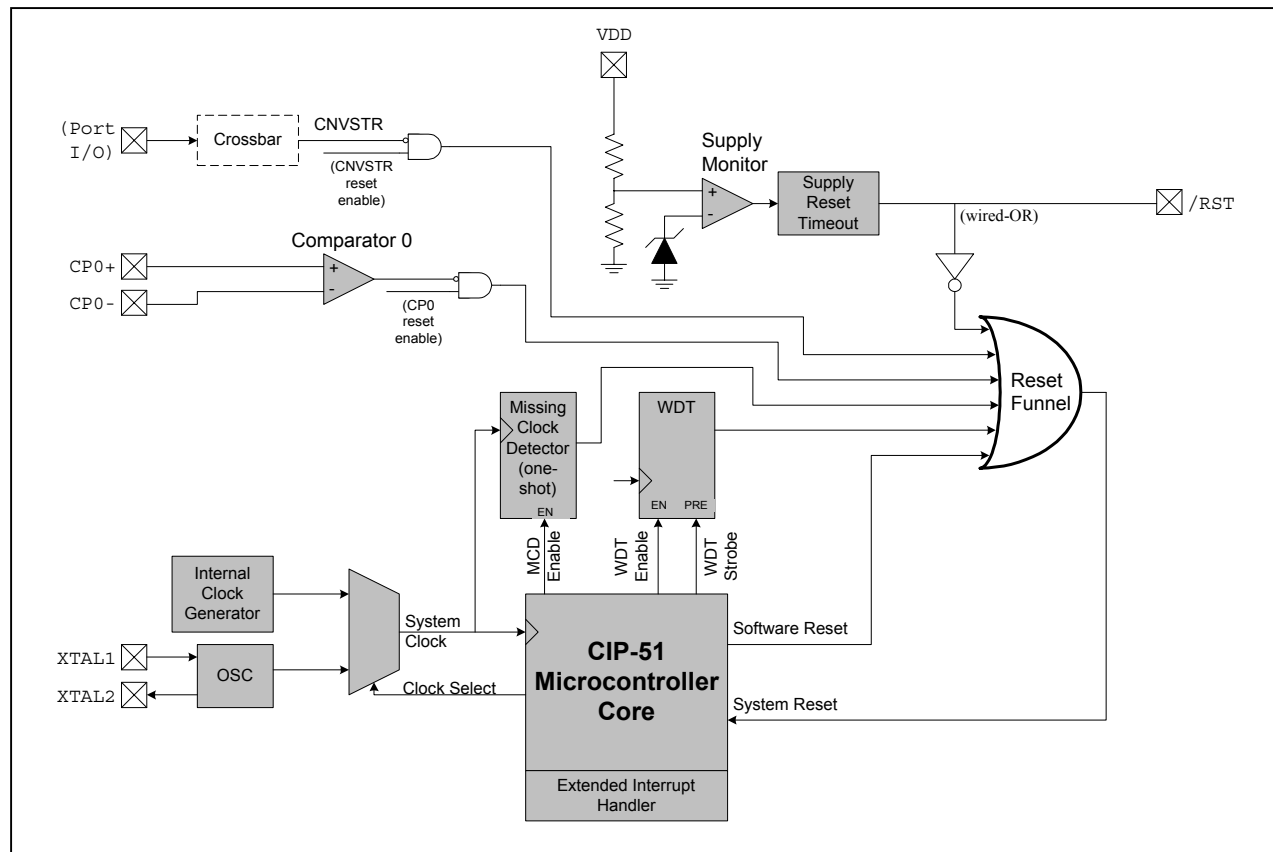 VDD
(Port
I/O)
Crossbar
CNVSTR
(CNVSTR
reset
enable)
Supply
Monitor
+
-
Supply
Reset
Timeout
(wired-OR)
/RST
Comparator 0
CP0+
CP0-
+
-
(CP0
reset
enable)
Reset
Funnel
Missing
Clock
Detector
(one-
shot)
EN
WDT
EN
PRE
MCD
Enable
WDT
Enable
WDT
Strobe
Internal
Clock
Generator
System
Clock
XTAL1
XTAL2
OSC
Clock Select
CIP-51
Microcontroller
Core
Software Reset
System Reset
Extended Interrupt
Handler